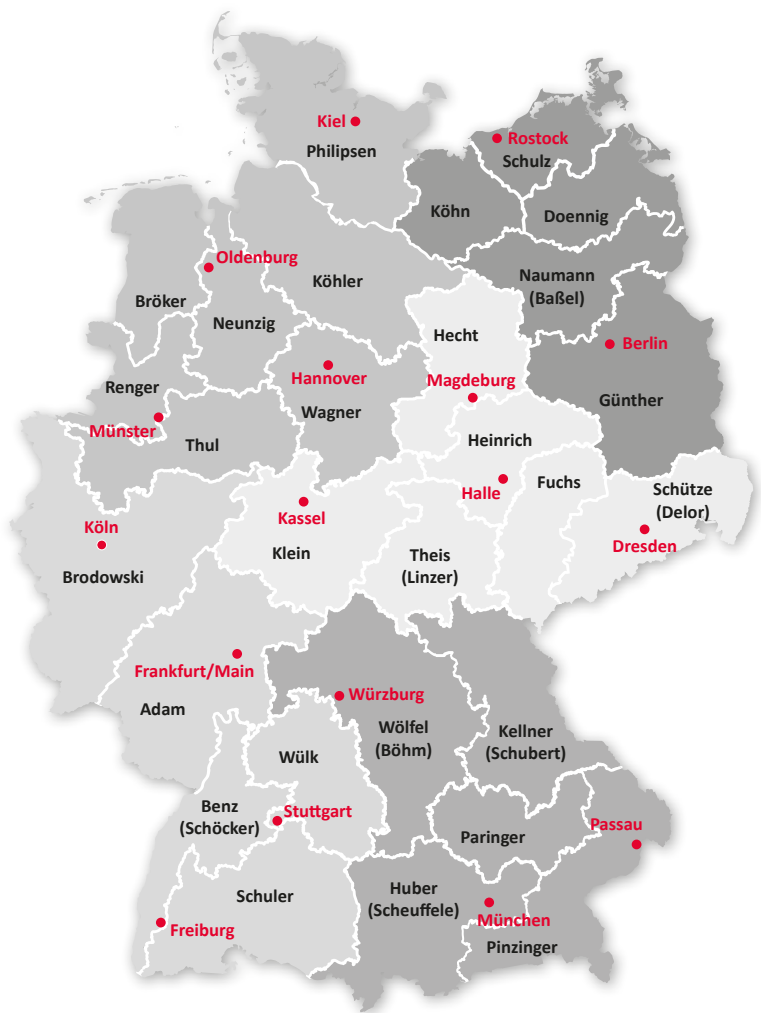 Kiel
Philipsen
Rostock
Schulz
Köhn
Doennig
Oldenburg
Köhler
Naumann
(Baßel)
Bröker
Neunzig
Hecht
Berlin
Hannover
Magdeburg
Renger
Wagner
Günther
Münster
Thul
Heinrich
Halle
Fuchs
Schütze
(Delor)
Kassel
Köln
Klein
Theis
(Linzer)
Dresden
Brodowski
Frankfurt/Main
Adam
Würzburg
Wölfel
(Böhm)
Kellner
(Schubert)
Wülk
Benz
(Schöcker)
Stuttgart
Paringer
Passau
Schuler
Huber
(Scheuffele)
München
Freiburg
Pinzinger